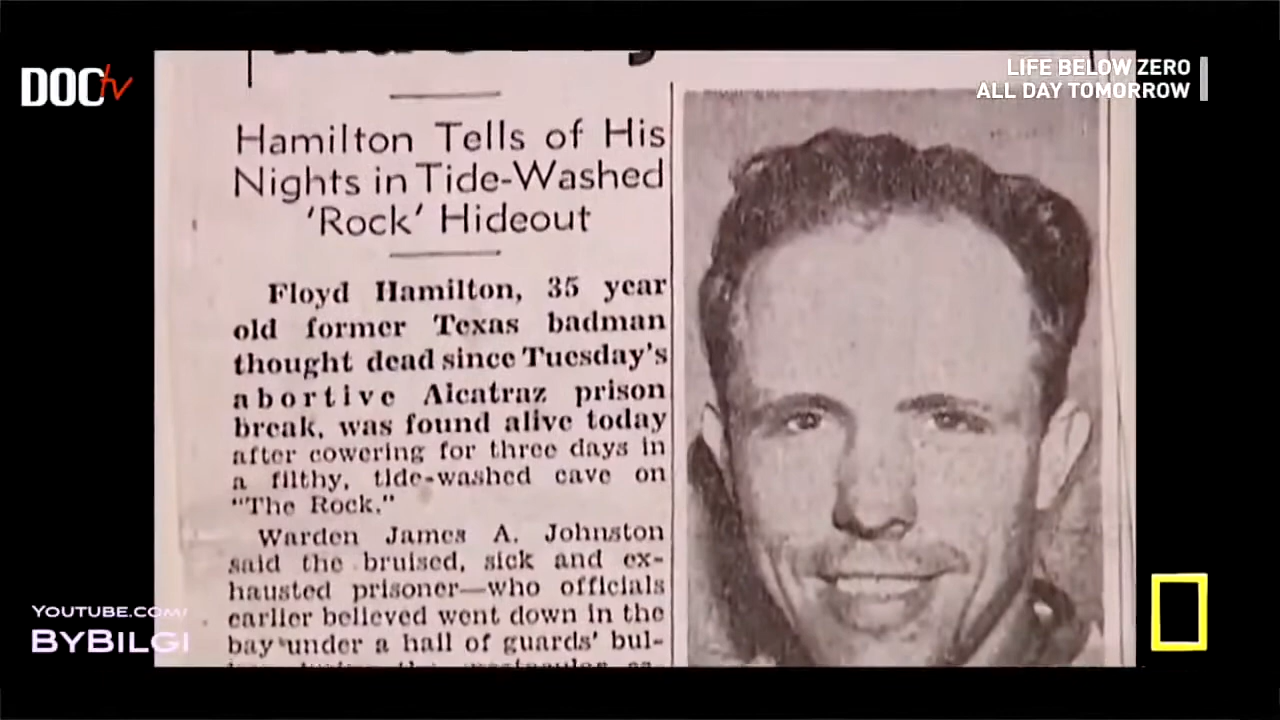 DOCtv
LIFE BELOW ZERO
ALL DAY TOMORROW
Hamilton Tells of His
Nights in Tide-Washed
'Rock' Hideout
Floyd Hamilton, 35 year
old former Texas badman
thought dead since Tuesday's
abortive Alcatraz prison
break, was found alive today
after cowering for three days in
a filthy, tide-washed cave on
"The Rock."
Warden James A. Johnston
said the bruised, sick and ex-
hausted prisoner—who officials
earlier believed went down in the
bay under a hail of guards' bul-
YOUTUBE.COM/
BYBILGI